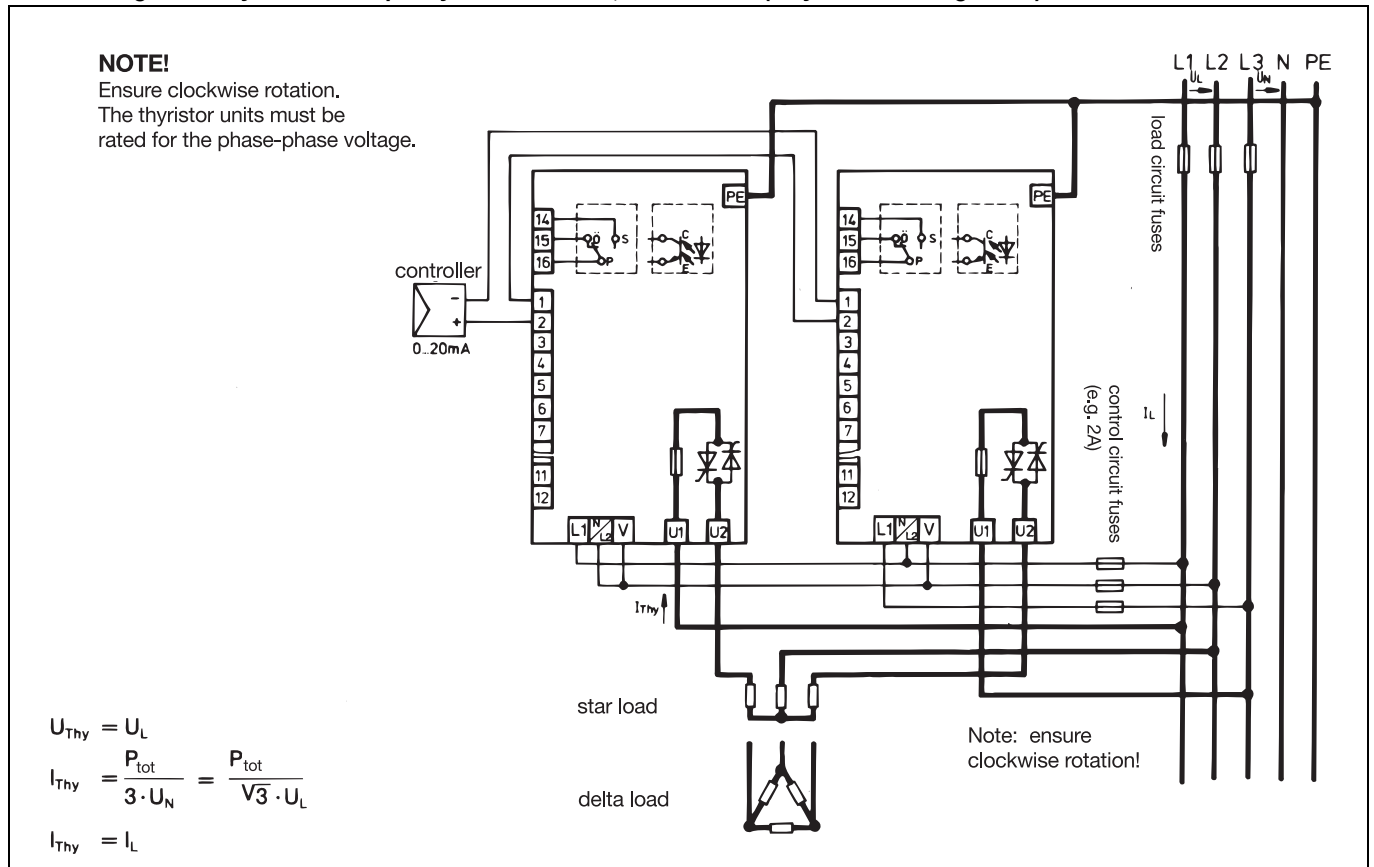 NOTE!
Ensure clockwise rotation.
The thyristor units must be
rated for the phase-phase voltage.
L1 L2 L3 N PE
UL UN
load circuit fuses
PE
14
15
16
Ö S
P
C
E
controller
-
+
0...20mA
1
2
3
4
5
6
7
11
12
L1 N/L2 V U1 U2
PE
14
15
16
Ö S
P
C
E
1
2
3
4
5
6
7
11
12
L1 N/L2 V U1 U2
IL
control circuit fuses
(e.g. 2A)
IThy
star load
delta load
Note: ensure
clockwise rotation!
UThy = UL
IThy = Ptot / 3 · UN = Ptot / √3 · UL
IThy = IL